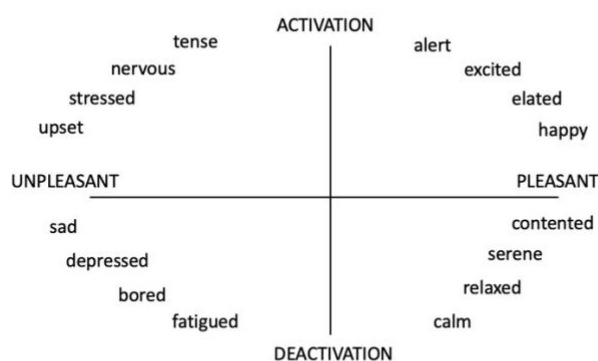 ACTIVATION
tense
alert
nervous
excited
stressed
elated
upset
happy
UNPLEASANT
PLEASANT
sad
contented
depressed
serene
bored
relaxed
fatigued
calm
DEACTIVATION